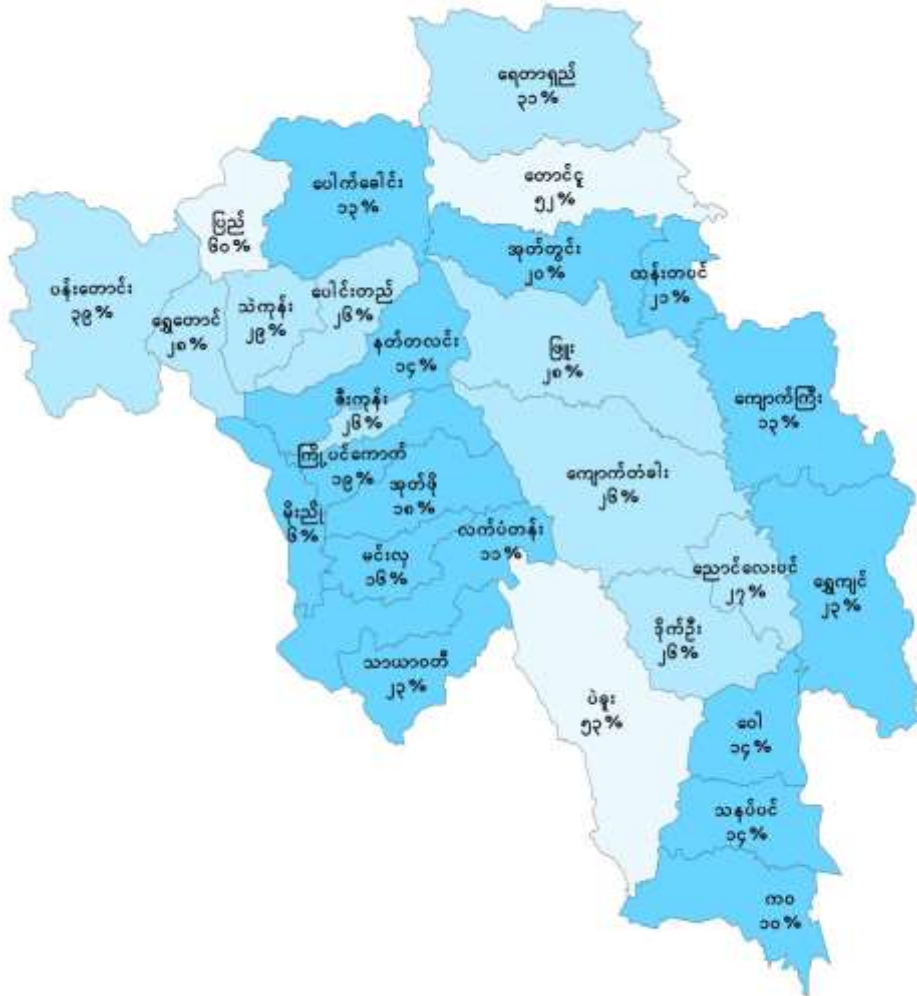 ရေတာရှည်
၃၁%
တောင်ငူ
၅၂%
ပေါက်ခေါင်း
၁၃%
ပြည်
၆၀%
အုတ်တွင်း
၂၀%
ထန်းတပင်
၂၁%
ပန်းတောင်း
၃၉%
ရွှေတောင်
၂၈%
သဲကုန်း
၂၉%
ပေါင်းတည်
၂၆%
နတ်တလင်း
၁၄%
ဖြူး
၂၈%
ကျောက်ကြီး
၁၃%
ဇီးကုန်း
၂၆%
ကြို့ပင်ကောက်
၁၉%
အုတ်ဖို
၁၈%
ကျောက်တံခါး
၂၆%
မိုးညို
၆%
မင်းလှ
၁၆%
လက်ပံတန်း
၁၁%
ညောင်လေးပင်
၂၇%
ရွှေကျင်
၂၃%
ဒိုက်ဦး
၂၆%
သာယာဝတီ
၂၃%
ပဲခူး
၅၃%
ဝေါ
၁၄%
သနပ်ပင်
၁၄%
ကဝ
၁၀%